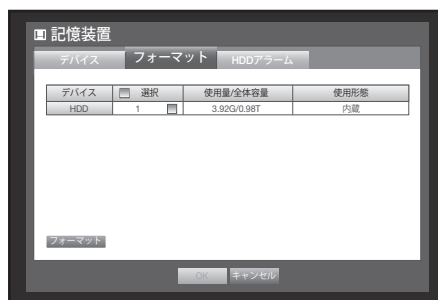 記憶装置
デバイス フォーマット HDDアラーム
デバイス 選択 使用量/全体容量 使用形態
HDD 1 3.92G/0.98T 内蔵
フォーマット
OK キャンセル